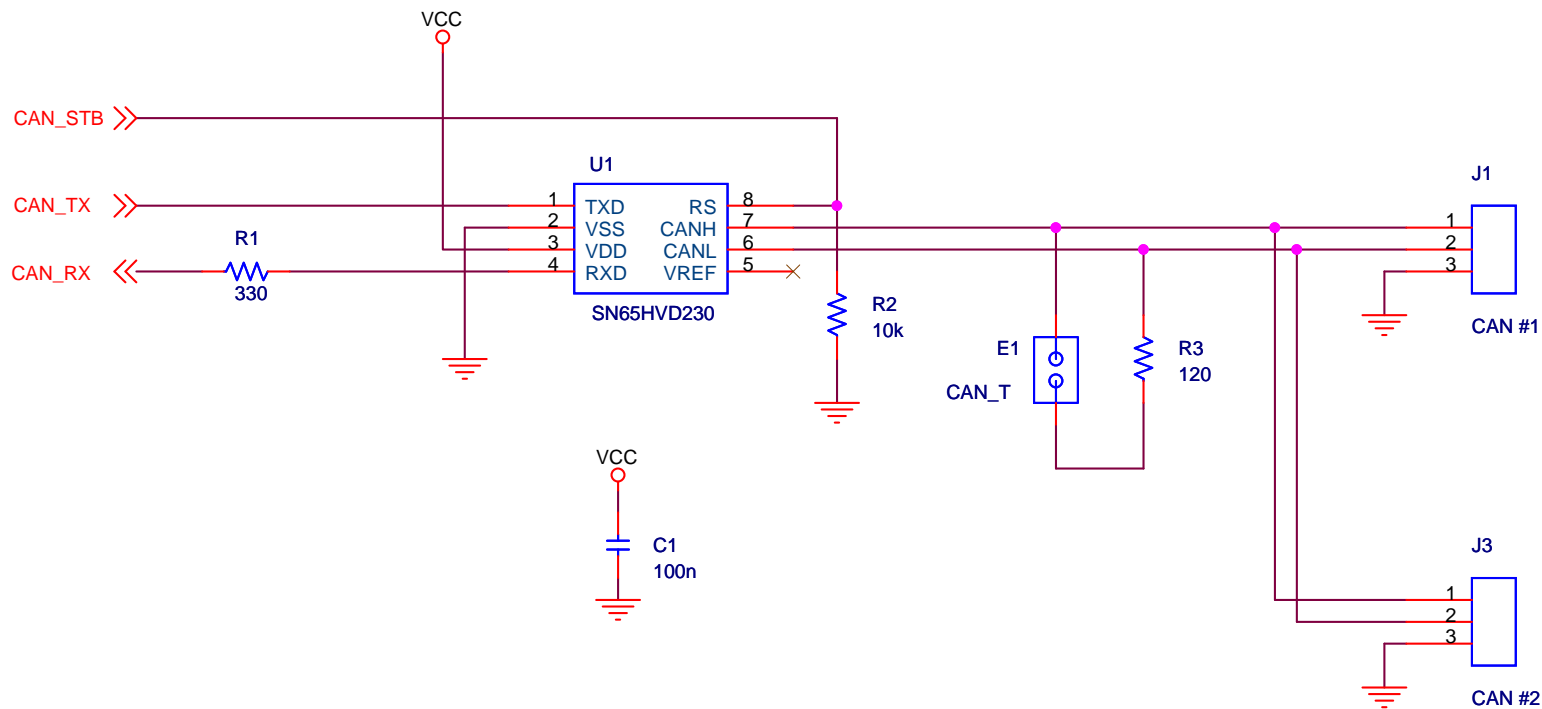 VCC
CAN_STB
U1
J1
CAN_TX
1 TXD RS 8
2 VSS CANH 7
3 VDD CANL 6
4 RXD VREF 5
1
2
3
R1
330
CAN_RX
SN65HVD230
R2
10k
CAN #1
E1
CAN_T
R3
120
VCC
C1
100n
J3
1
2
3
CAN #2